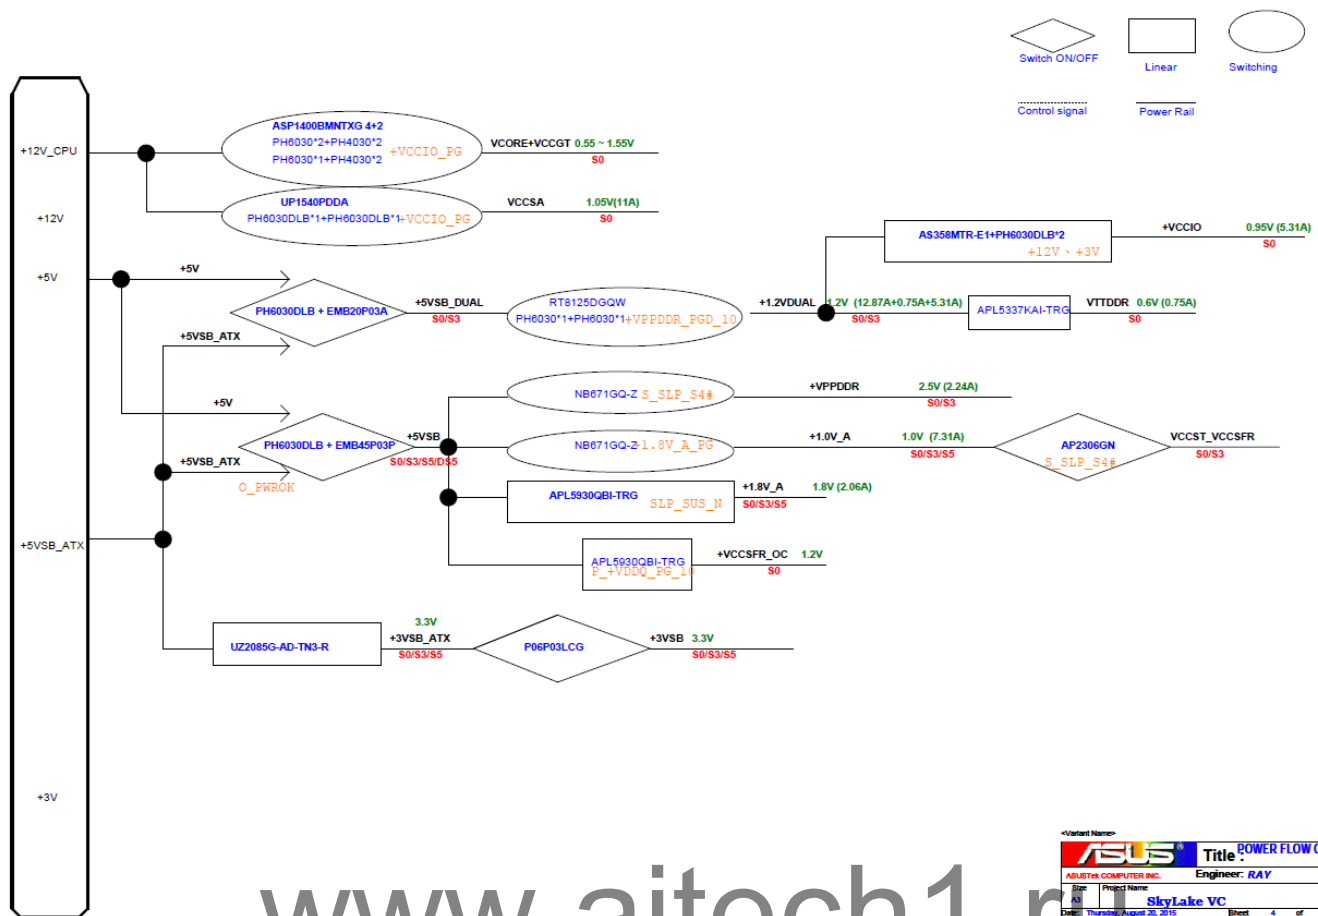 Switch ON/OFF
Linear
Switching
Control signal
Power Rail
+12V_CPU
+12V
+5V
+5VSB_ATX
+3V
ASP1400BMNTXG 4+2
PH6030*2+PH4030*2
PH6030*1+PH4030*2
+VCCIO_PG
VCORE+VCCGT 0.55 ~ 1.55V
S0
UP1540PDDA
PH6030DLB*1+PH6030DLB*1
+VCCIO_PG
VCCSA 1.05V(11A)
S0
AS358MTR-E1+PH6030DLB*2
+12V、+3V
+VCCIO 0.95V (5.31A)
S0
+5V
PH6030DLB + EMB20P03A
+5VSB_ATX
+5VSB_DUAL
S0/S3
RT8125DGQW
PH6030*1+PH6030*1
+VPPDDR_PGD_10
+1.2VDUAL 1.2V (12.87A+0.75A+5.31A)
S0/S3
APL5337KAI-TRG
VTTDDR 0.6V (0.75A)
S0
+5V
PH6030DLB + EMB45P03P
+5VSB_ATX
O_PWROK
+5VSB
S0/S3/S5/DS5
NB671GQ-Z S_SLP_S4#
+VPPDDR 2.5V (2.24A)
S0/S3
NB671GQ-Z +1.8V_A_PG
+1.0V_A 1.0V (7.31A)
S0/S3/S5
AP2306GN
S_SLP_S4#
VCCST_VCCSFR
S0/S3
APL5930QBI-TRG
SLP_SUS_N
+1.8V_A 1.8V (2.06A)
S0/S3/S5
APL5930QBI-TRG
P_+VDDQ_PG_10
+VCCSFR_OC 1.2V
S0
UZ2085G-AD-TN3-R
3.3V
+3VSB_ATX
S0/S3/S5
P06P03LCG
+3VSB 3.3V
S0/S3/S5
<Variant Name>
ASUS
Title : POWER FLOW
ASUSTek COMPUTER INC.
Engineer: RAY
Size
A3
Project Name
SkyLake VC
Date: Thursday, August 20, 2015
Sheet 4 of
www.aitech1.ru